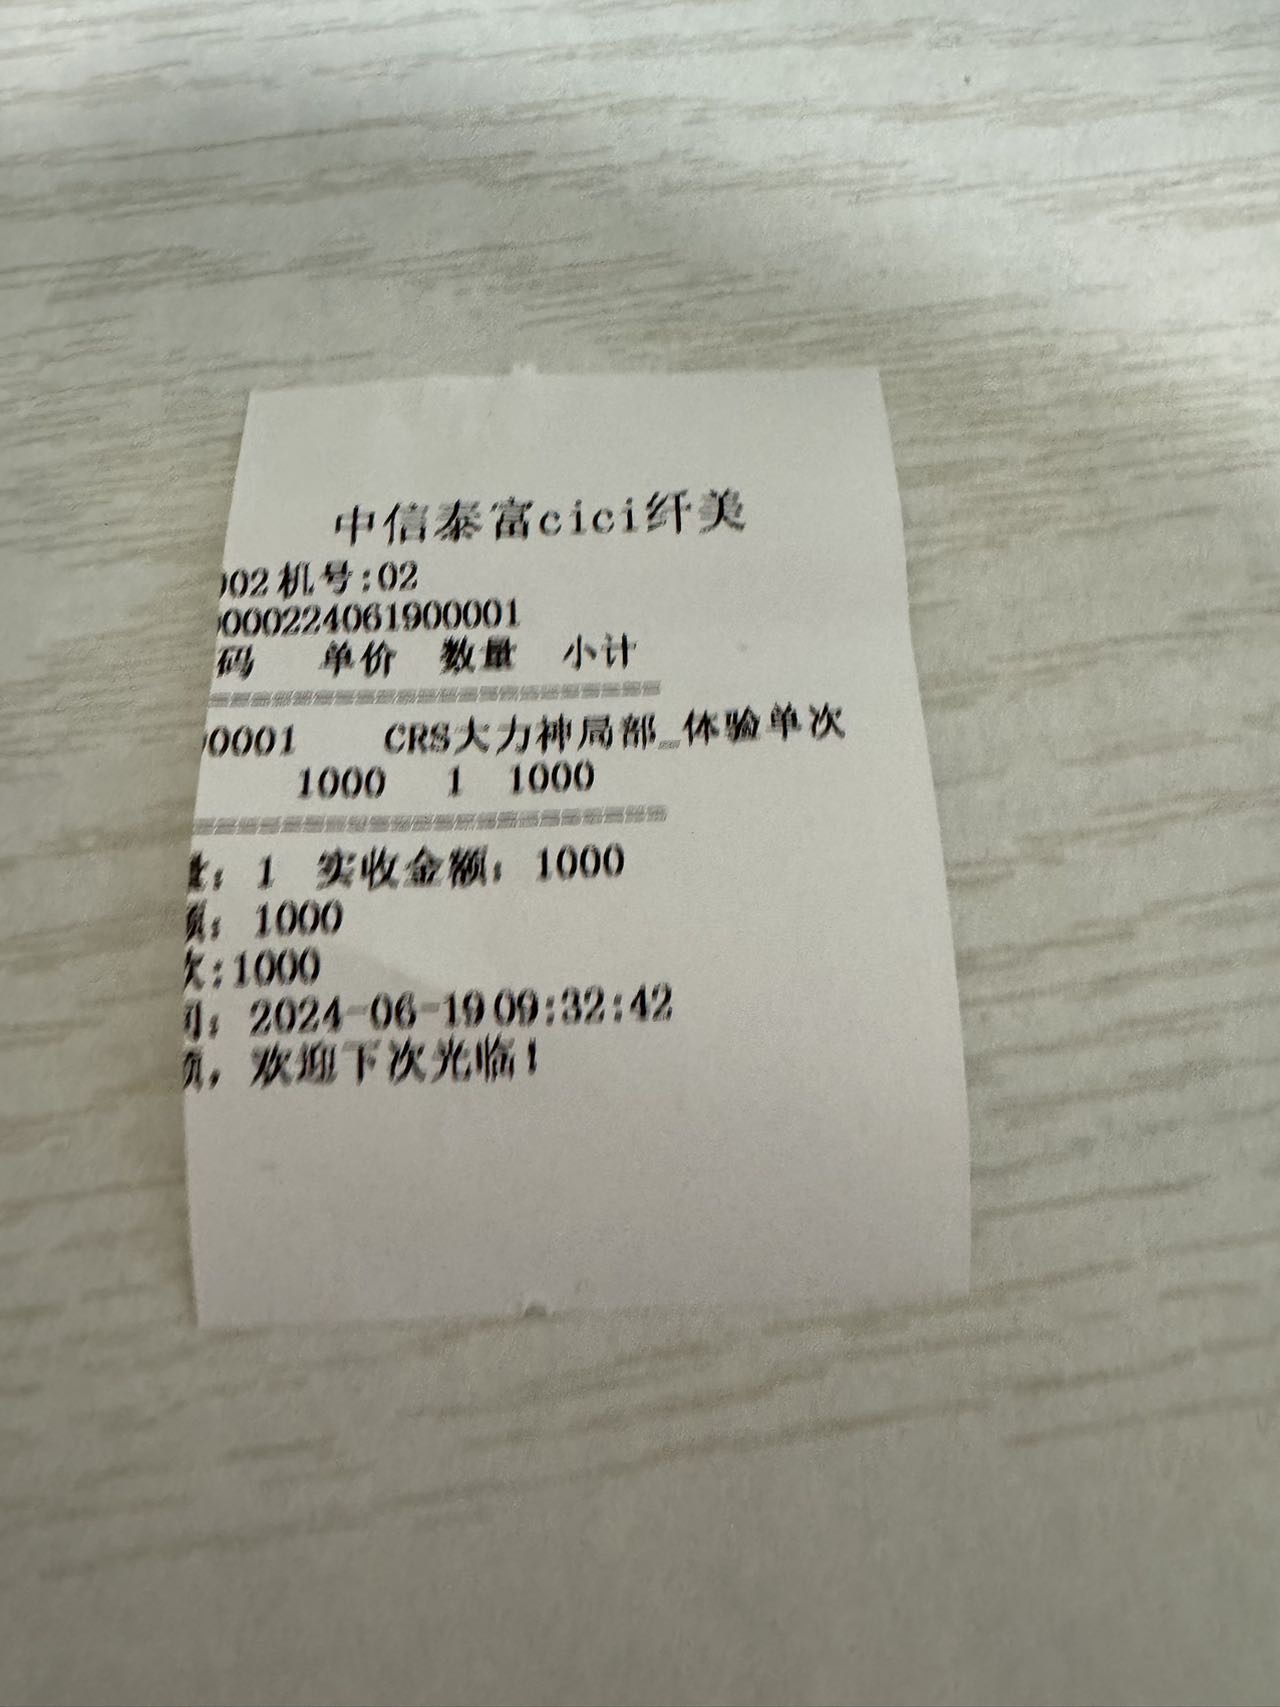 中信泰富cici纤美
002机号:02
0000224061900001
码 单价 数量 小计
00001 CRS大力神局部_体验单次
1000 1 1000
: 1 实收金额: 1000
: 1000
:1000
: 2024-06-19 09:32:42
, 欢迎下次光临!